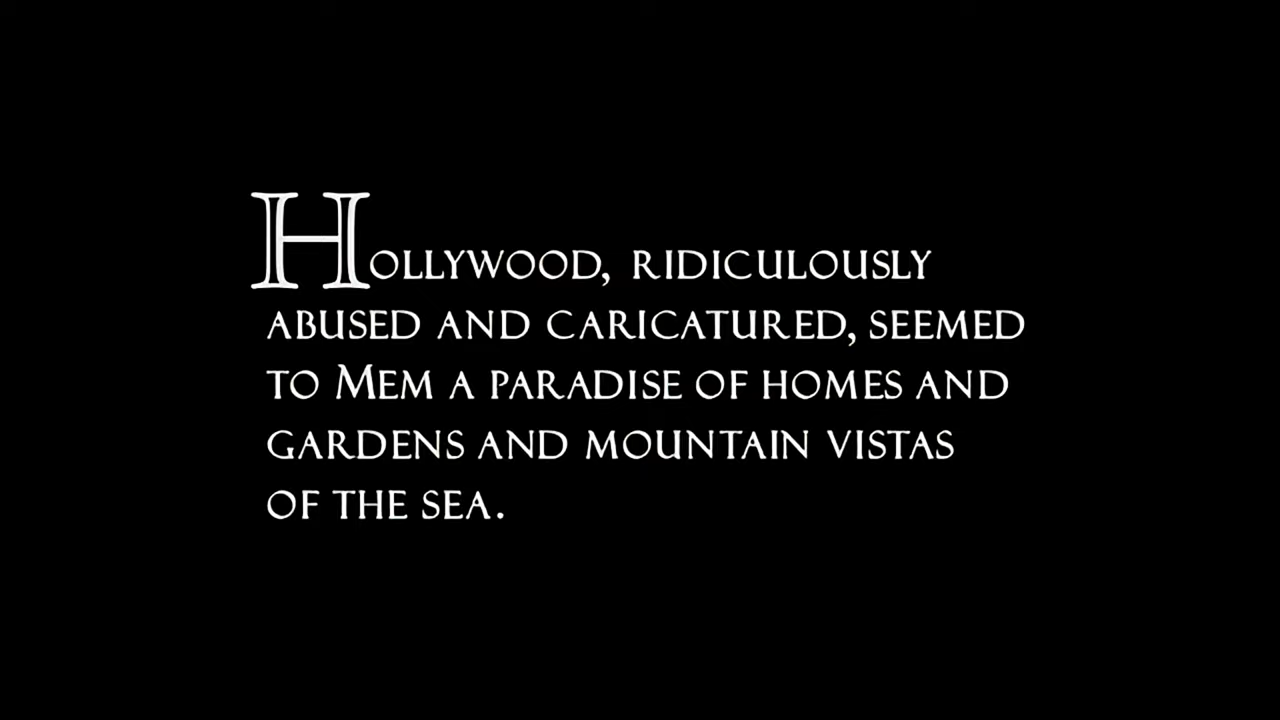 Hollywood, ridiculously
abused and caricatured, seemed
to Mem a paradise of homes and
gardens and mountain vistas
of the sea.